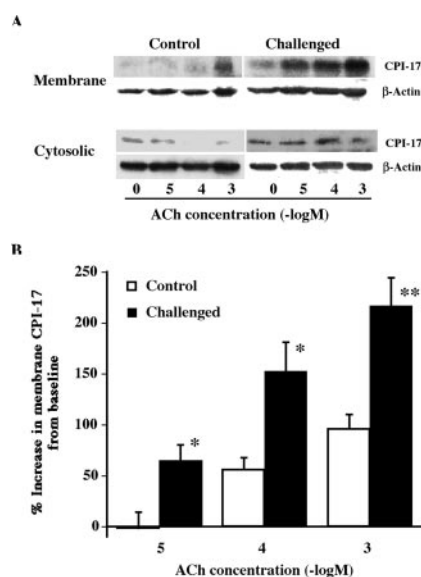 A
Control Challenged
Membrane CPI-17
β-Actin
Cytosolic CPI-17
β-Actin
0 5 4 3 0 5 4 3
ACh concentration (-logM)
B
% Increase in membrane CPI-17
from baseline
250
200
150
100
50
0
Control
Challenged
*
*
**
5 4 3
ACh concentration (-logM)